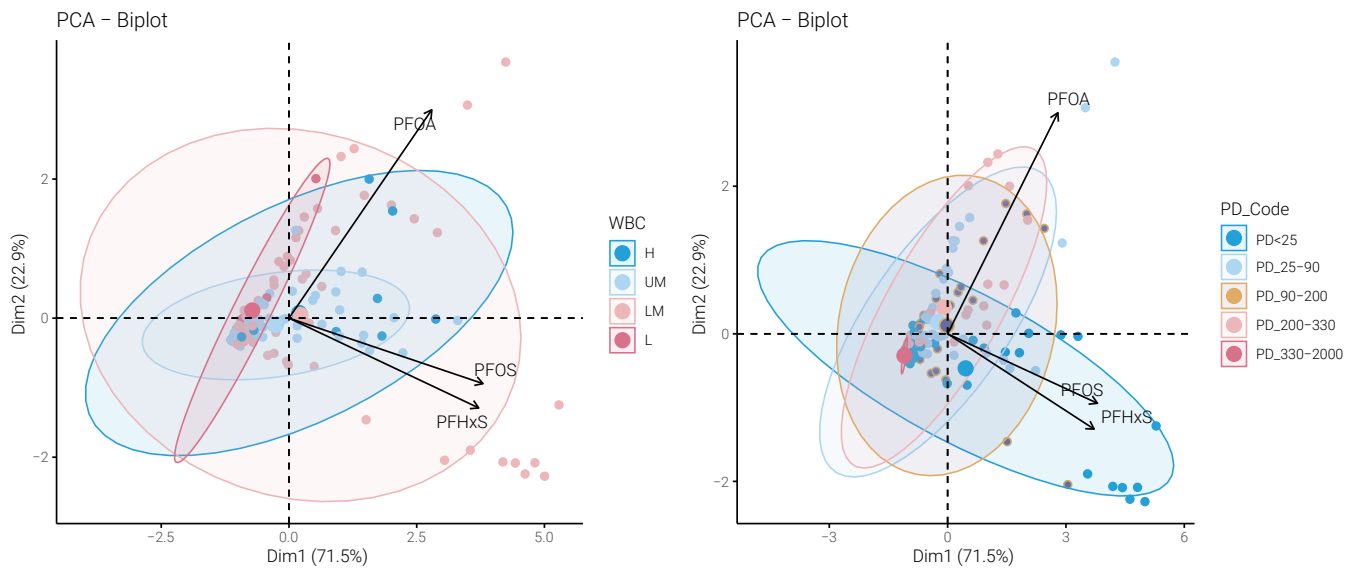 PCA − Biplot
PFOA
PFOS
PFHxS
2
0
−2
Dim2 (22.9%)
−2.5
0.0
2.5
5.0
Dim1 (71.5%)
WBC
H
UM
LM
L
PCA − Biplot
PFOA
PFOS
PFHxS
2
0
−2
Dim2 (22.9%)
−3
0
3
6
Dim1 (71.5%)
PD_Code
PD<25
PD_25−90
PD_90−200
PD_200−330
PD_330−2000